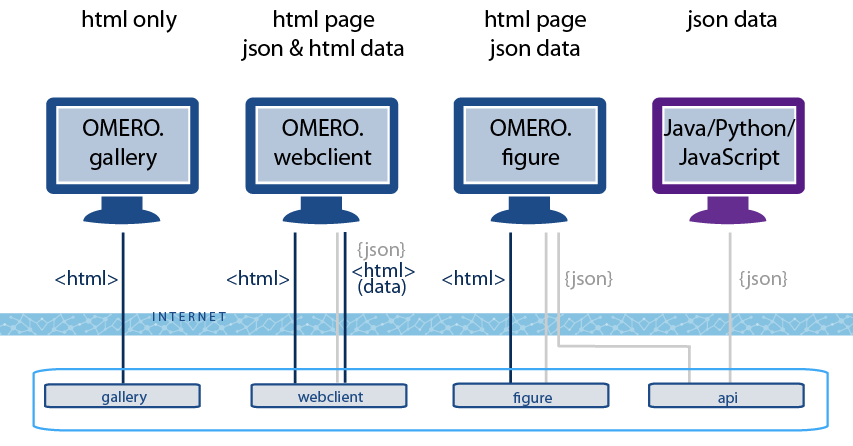 html only
html page
json & html data
html page
json data
json data
OMERO.
gallery
OMERO.
webclient
OMERO.
figure
Java/Python/
JavaScript
<html>
<html>
{json}
<html>
(data)
<html>
{json}
{json}
INTERNET
gallery
webclient
figure
api